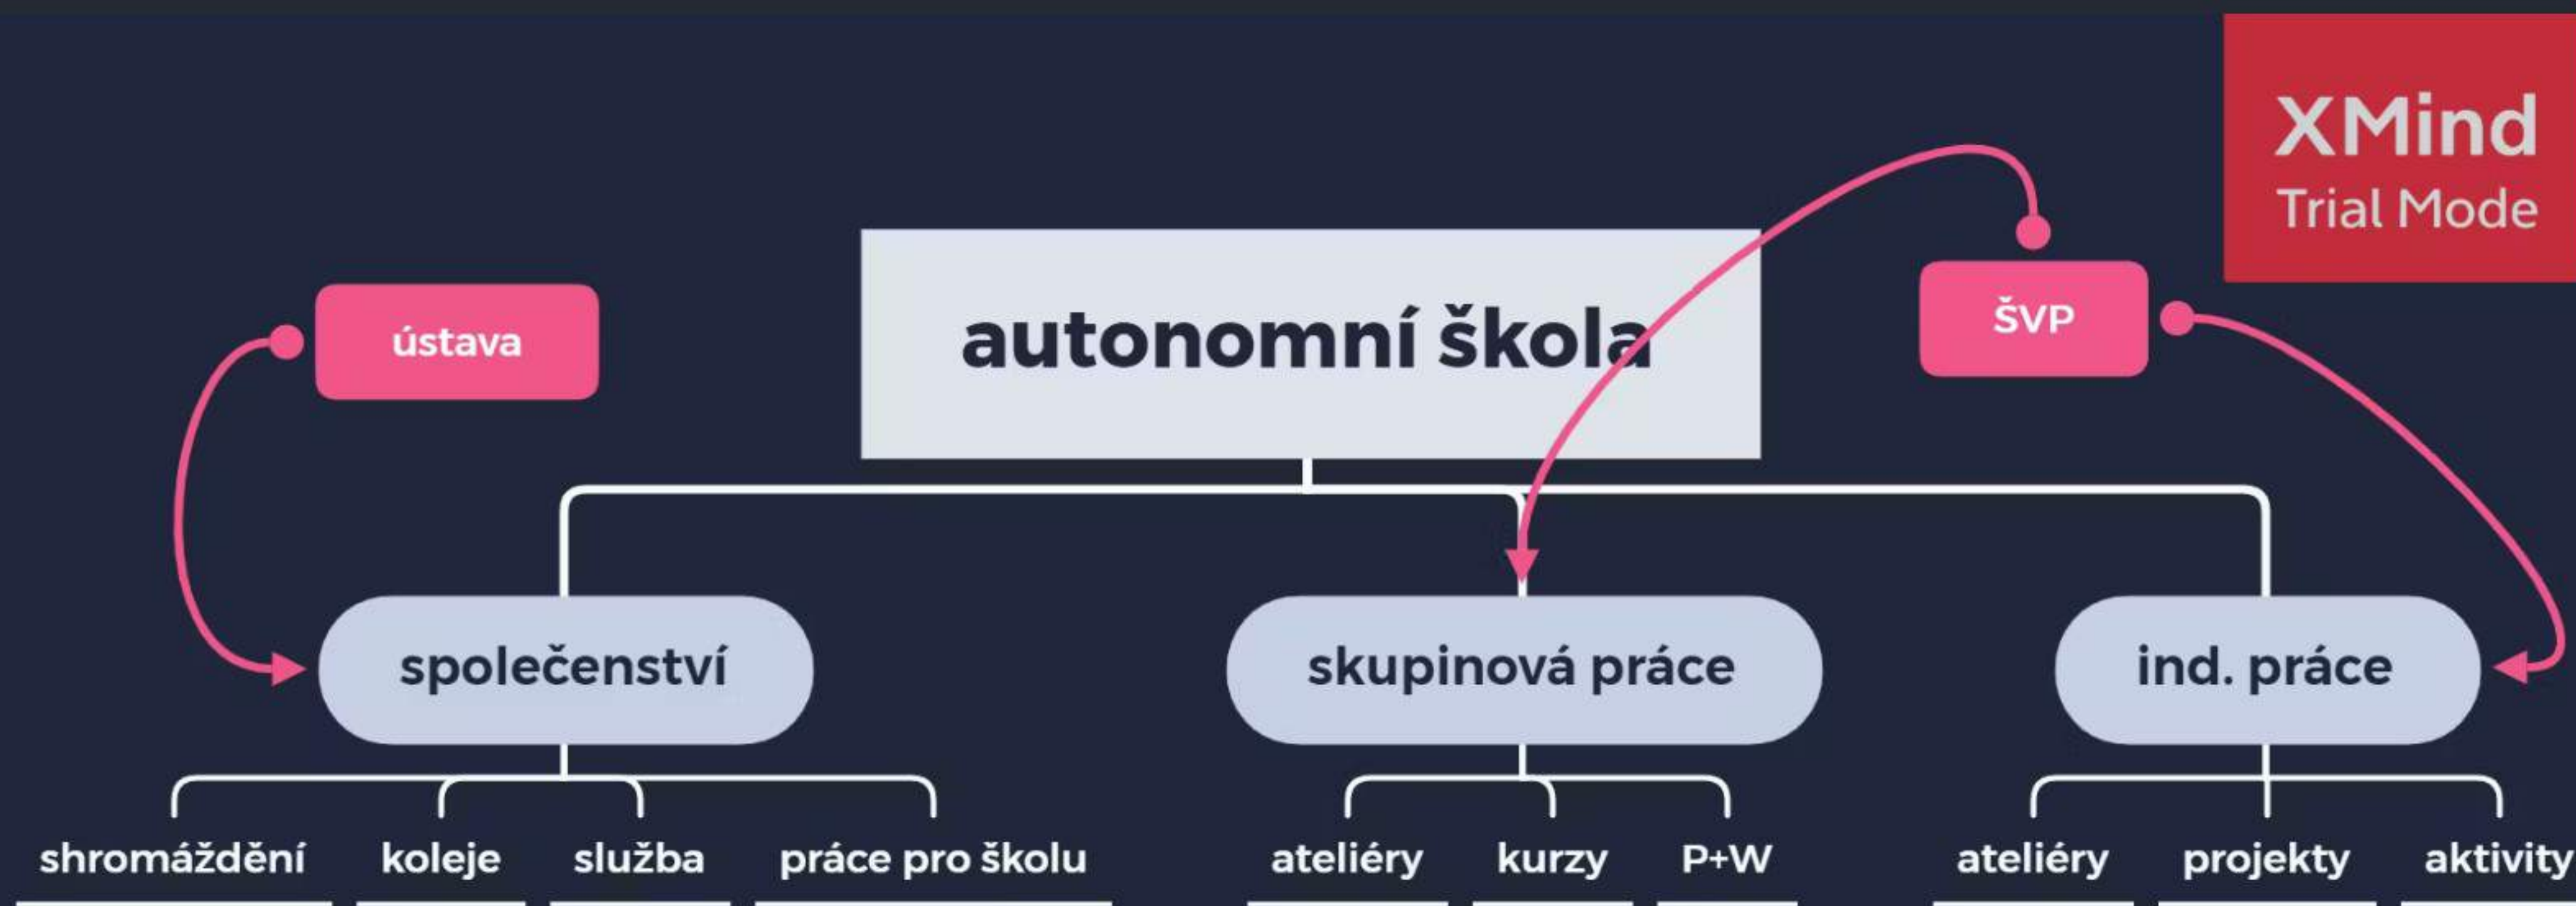 XMind
Trial Mode
ústava
autonomní škola
ŠVP
společenství
skupinová práce
ind. práce
shromáždění
koleje
služba
práce pro školu
ateliéry
kurzy
P+W
ateliéry
projekty
aktivity